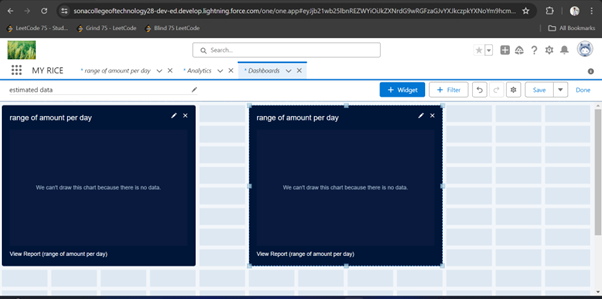 sonacollegeoftechnology28-dev-ed.develop.lightning.force.com/one/one.app#eyJjb21wb25lbnREZWYiOiJkZXNrdG9wRGFzaGJvYXJkczpkYXNoYm9hcm...
LeetCode 75 - Stud...
Grind 75 LeetCode
Blind 75 LeetCode
All Bookmarks
Search...
MY RICE
* range of amount per day
* Analytics
* Dashboards
estimated data
+ Widget
+ Filter
Save
Done
range of amount per day
We can't draw this chart because there is no data.
View Report (range of amount per day)
range of amount per day
We can't draw this chart because there is no data.
View Report (range of amount per day)